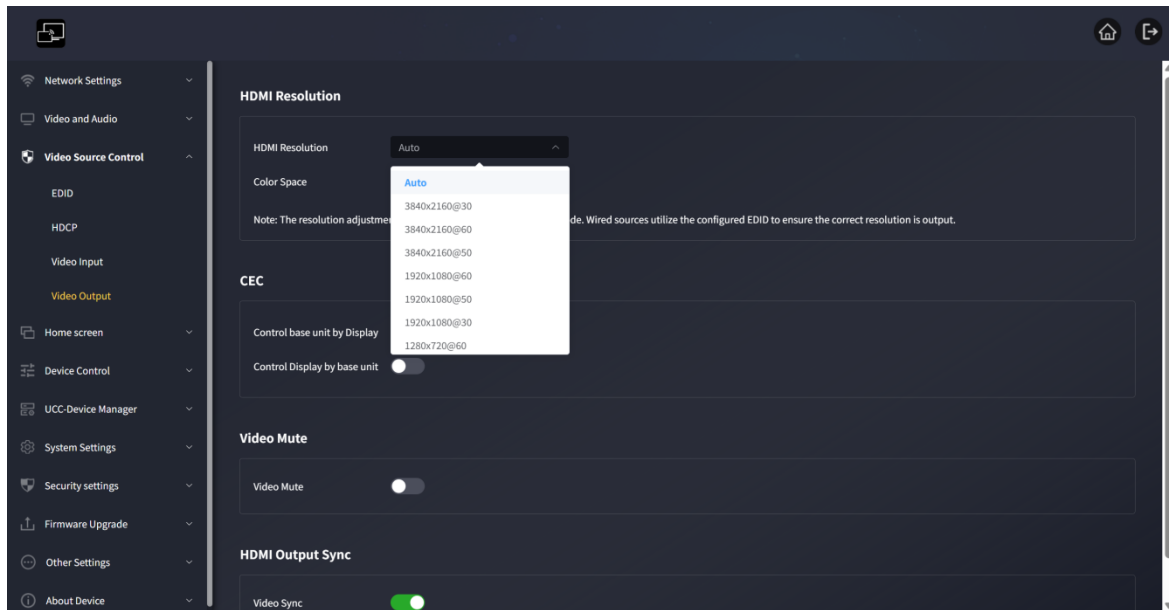 Network Settings
Video and Audio
Video Source Control
EDID
HDCP
Video Input
Video Output
Home screen
Device Control
UCC-Device Manager
System Settings
Security settings
Firmware Upgrade
Other Settings
About Device
HDMI Resolution
HDMI Resolution Auto
Color Space
Auto
3840x2160@30
3840x2160@60
3840x2160@50
1920x1080@60
1920x1080@50
1920x1080@30
1280x720@60
Note: The resolution de. Wired sources utilize the configured EDID to ensure the correct resolution is output.
CEC
Control base unit by Display
Control Display by base unit
Video Mute
Video Mute
HDMI Output Sync
Video Sync